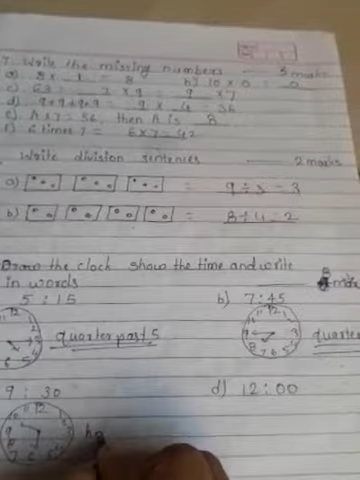 7. Write the missing numbers 3 marks
a) 8 x 1 = 8 b) 10 x 0 = 0
c) 63 = 7 x 9 = 9 x 7
d) 9+9+9+9 = 9 x 4 = 36
e) A x 7 = 56, then A is 8
f) 6 times 7 = 6 x 7 = 42
Write division sentences 2 marks
a) = 9 ÷ 3 = 3
b) = 8 ÷ 4 = 2
Draw the clock show the time and write
in words
5 : 15 b) 7:45
quarter past 5 quarter
9 : 30 d) 12:00
ha